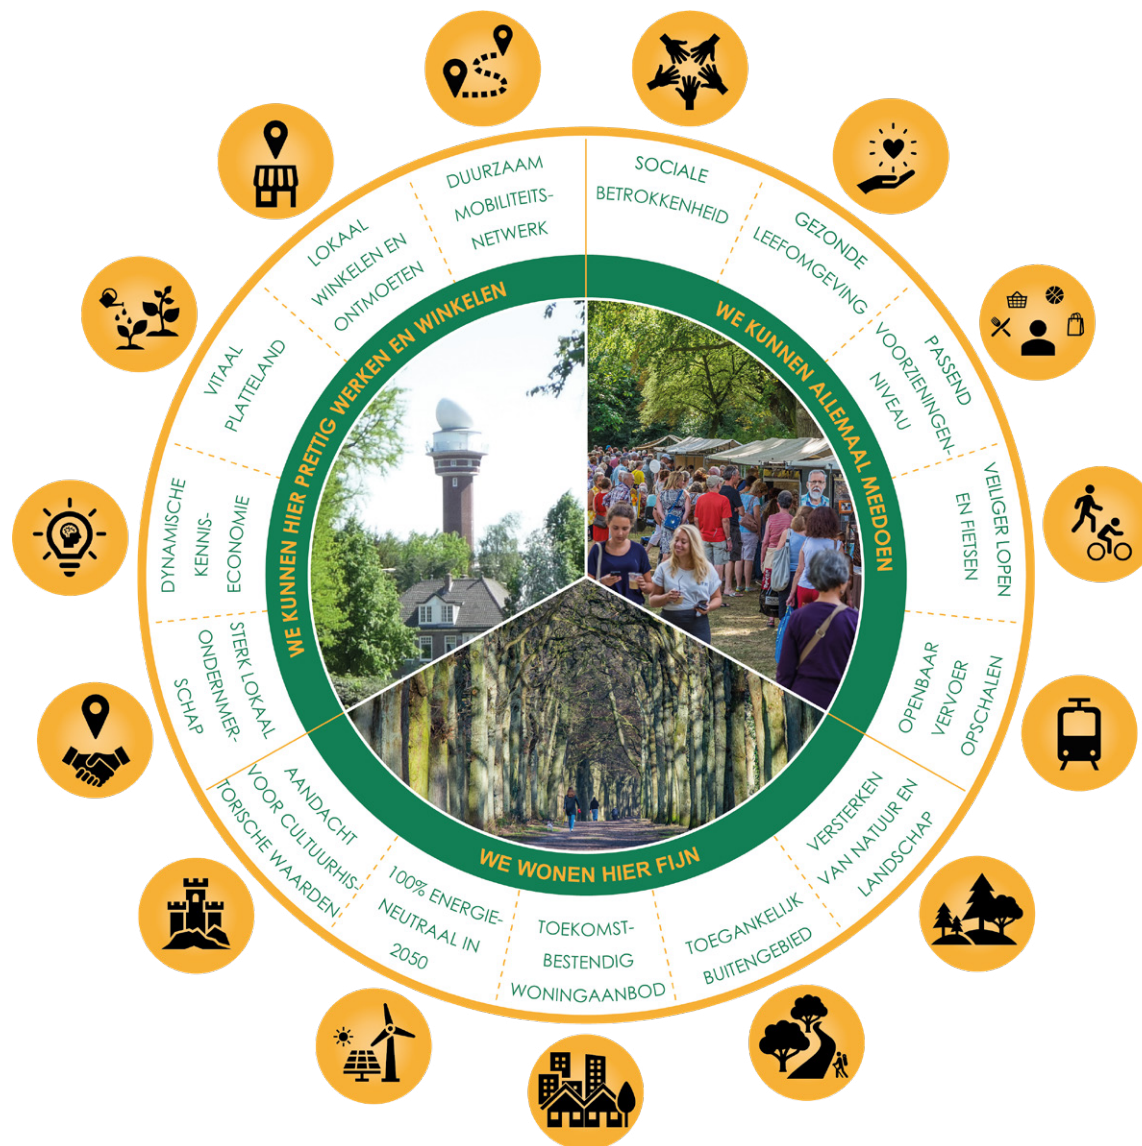 WE KUNNEN ALLEMAAL MEEDOEN
SOCIALE
BETROKKENHEID
GEZONDE
LEEFOMGEVING
PASSEND
VOORZIENINGEN-
NIVEAU
VEILIGER LOPEN
EN FIETSEN
OPENBAAR
VERVOER
OPSCHALEN
WE WONEN HIER FIJN
VERSTERKEN
VAN NATUUR EN
LANDSCHAP
TOEGANKELIJK
BUITENGEBIED
TOEKOMST-
BESTENDIG
WONINGAANBOD
100% ENERGIE-
NEUTRAAL IN
2050
AANDACHT
VOOR CULTUURHIS-
TORISCHE WAARDEN
WE KUNNEN HIER PRETTIG WERKEN EN WINKELEN
STERK LOKAAL
ONDERNMER-
SCHAP
DYNAMISCHE
KENNIS-
ECONOMIE
VITAAL
PLATTELAND
LOKAAL
WINKELEN EN
ONTMOETEN
DUURZAAM
MOBILITEITS-
NETWERK